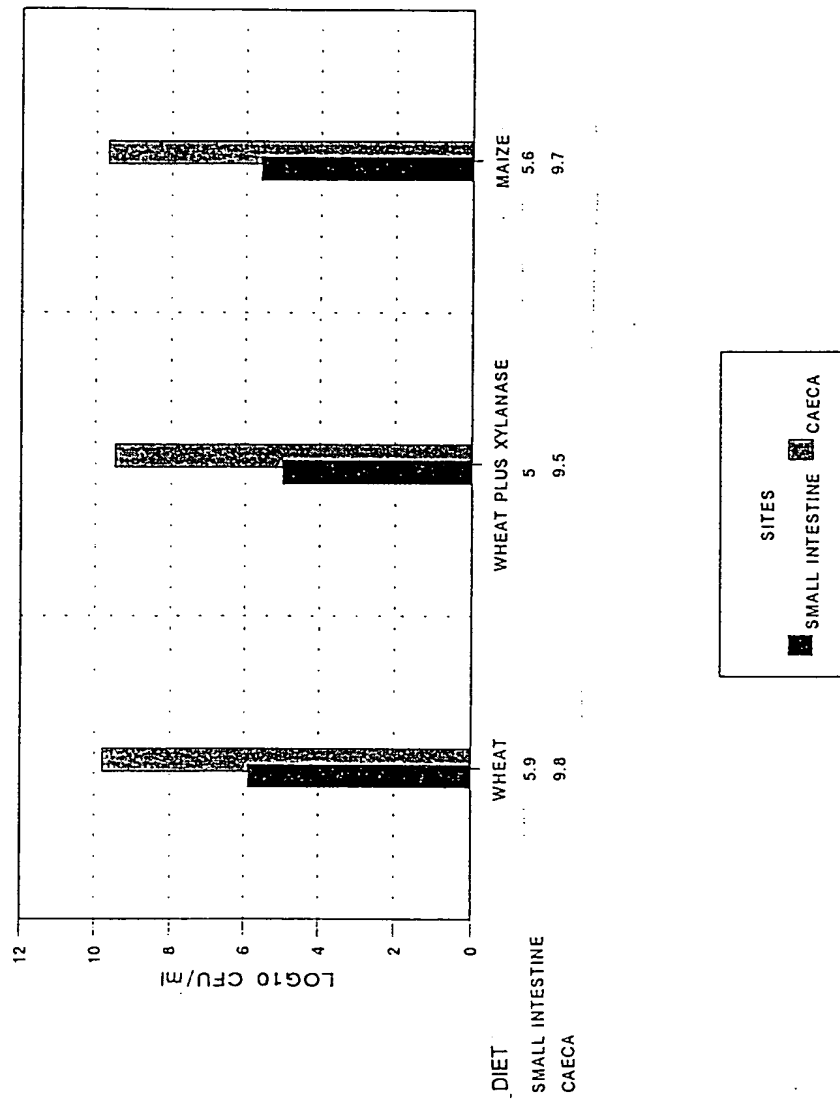 LOG10 CFU/ml
12
10
8
6
4
2
0
DIET WHEAT WHEAT PLUS XYLANASE MAIZE
SMALL INTESTINE 5.9 5 5.6
CAECA 9.8 9.5 9.7
SITES
SMALL INTESTINE CAECA